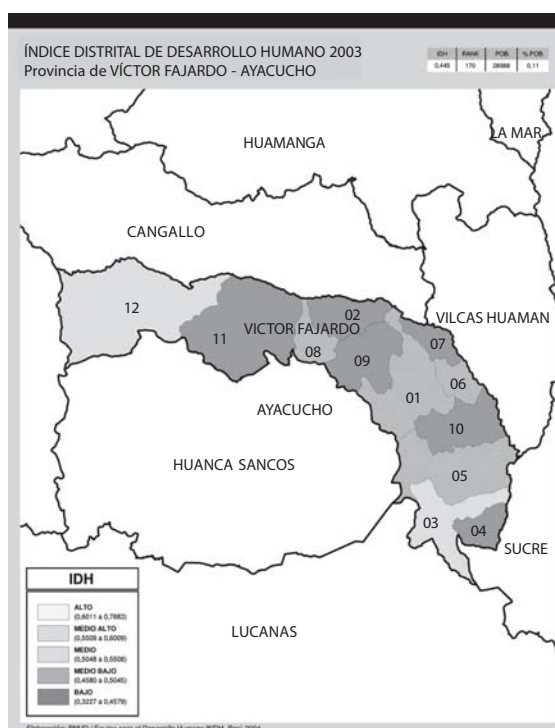 ÍNDICE DISTRITAL DE DESARROLLO HUMANO 2003
Provincia de VÍCTOR FAJARDO - AYACUCHO
IDH RANK POB. % POB.
0,445 170 28988 0,11
LA MAR
HUAMANGA
CANGALLO
12
02
VILCAS HUAMAN
11
VICTOR FAJARDO
07
08
09
06
01
AYACUCHO
10
HUANCA SANCOS
05
03
04
SUCRE
LUCANAS
IDH
ALTO
(0,6011 a 0,7883)
MEDIO ALTO
(0,5509 a 0,6009)
MEDIO
(0,5048 a 0,5508)
MEDIO BAJO
(0,4580 a 0,5045)
BAJO
(0,3227 a 0,4579)